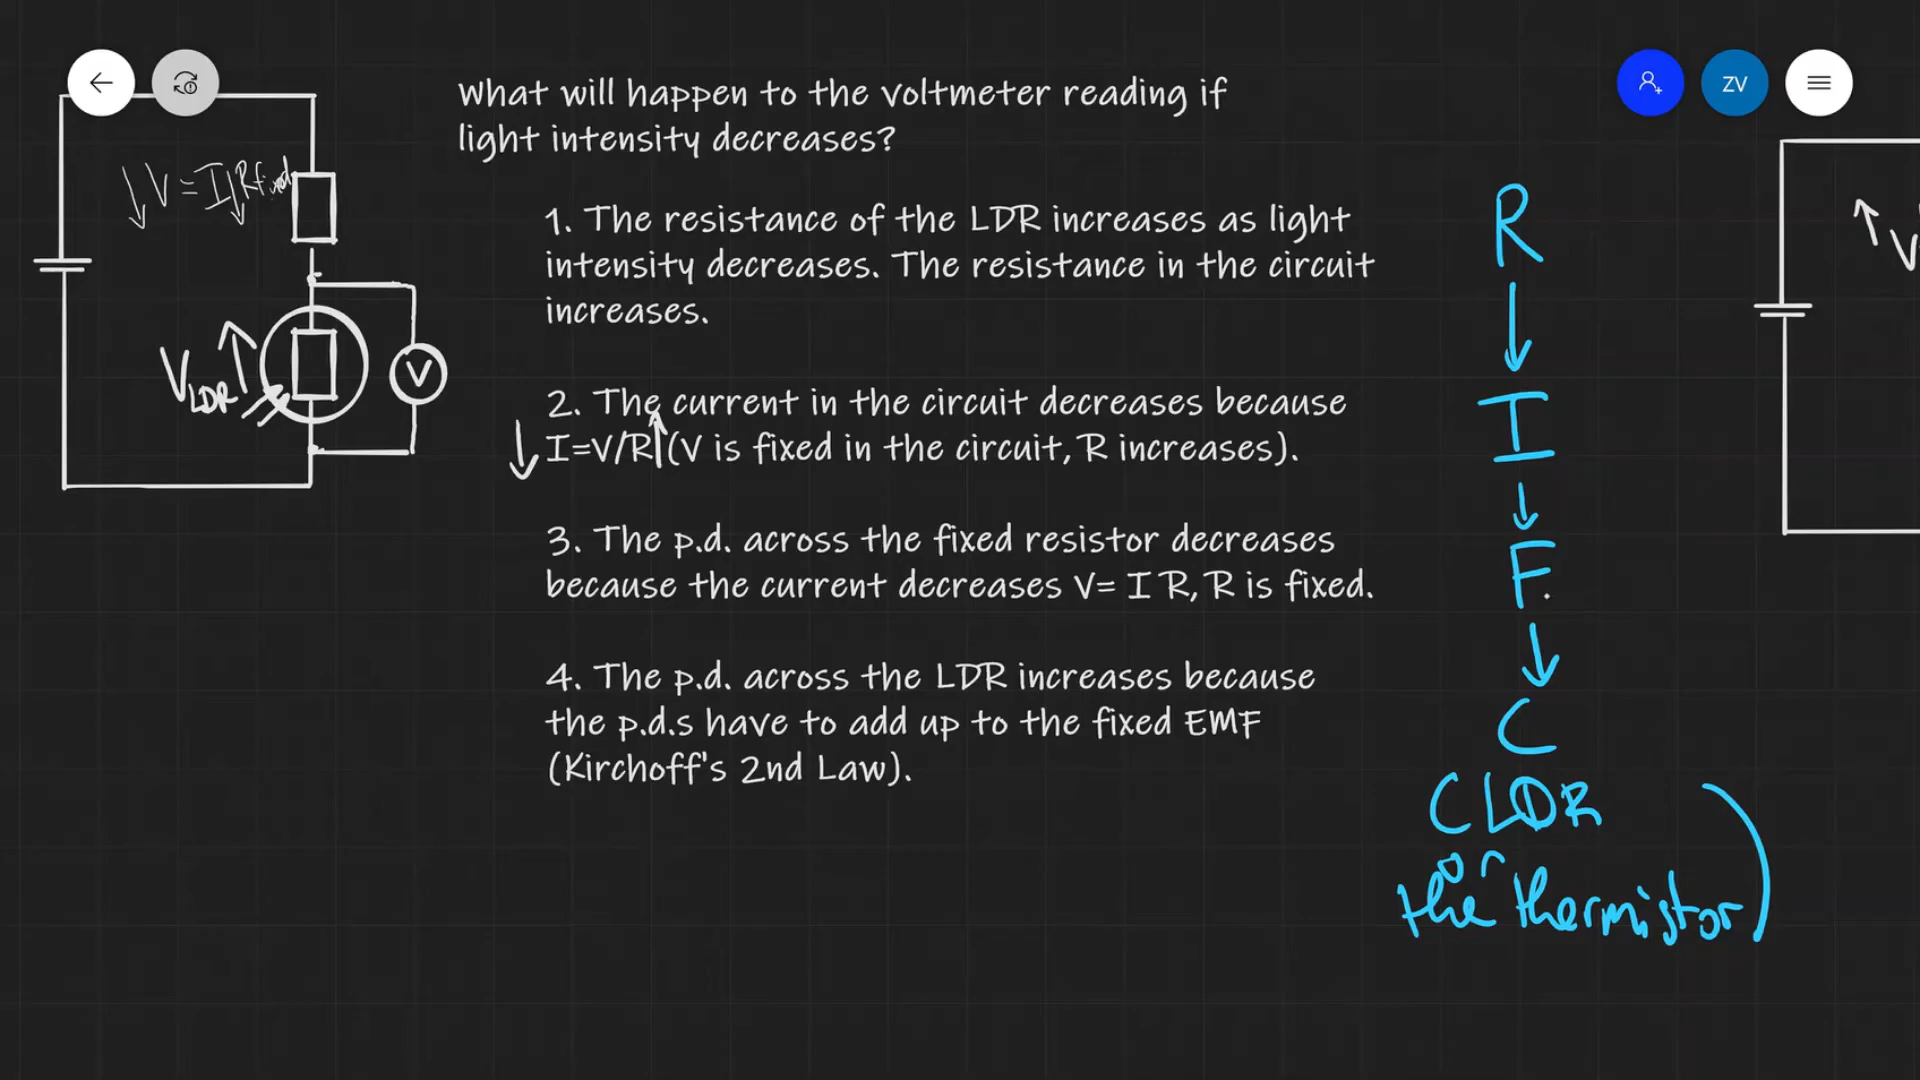 ZV
What will happen to the voltmeter reading if
light intensity decreases?
V = I R fixed
V LDR
V
1. The resistance of the LDR increases as light
intensity decreases. The resistance in the circuit
increases.
2. The current in the circuit decreases because
I=V/R (V is fixed in the circuit, R increases).
3. The p.d. across the fixed resistor decreases
because the current decreases V= I R, R is fixed.
4. The p.d. across the LDR increases because
the p.d.s have to add up to the fixed EMF
(Kirchoff's 2nd Law).
R
I
F
C
C LDR
or
the thermistor)
V